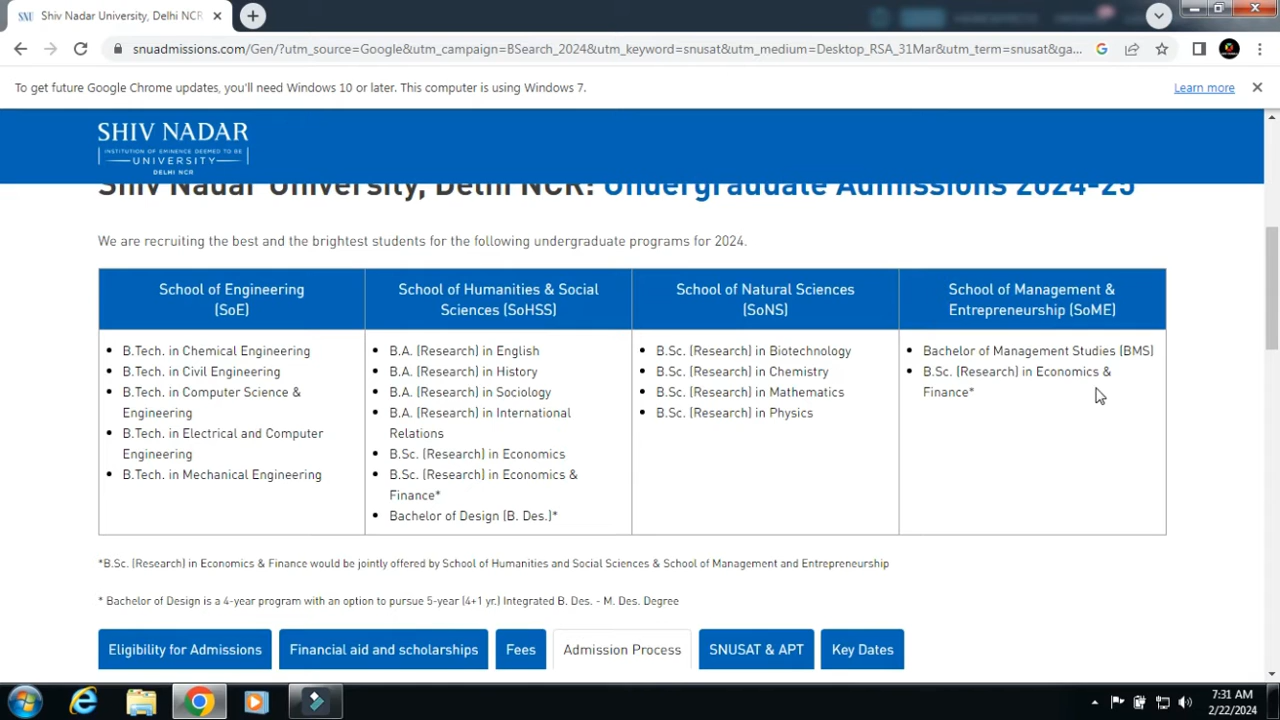 Shiv Nadar University, Delhi NCR
snuadmissions.com/Gen/?utm_source=Google&utm_campaign=BSearch_2024&utm_keyword=snusat&utm_medium=Desktop_RSA_31Mar&utm_term=snusat&ga...
To get future Google Chrome updates, you'll need Windows 10 or later. This computer is using Windows 7.
Learn more
SHIV NADAR
INSTITUTION OF EMINENCE DEEMED TO BE
UNIVERSITY
DELHI NCR
Shiv Nadar University, Delhi NCR: Undergraduate Admissions 2024-25
We are recruiting the best and the brightest students for the following undergraduate programs for 2024.
School of Engineering
(SoE)
B.Tech. in Chemical Engineering
B.Tech. in Civil Engineering
B.Tech. in Computer Science &
Engineering
B.Tech. in Electrical and Computer
Engineering
B.Tech. in Mechanical Engineering
School of Humanities & Social
Sciences (SoHSS)
B.A. (Research) in English
B.A. (Research) in History
B.A. (Research) in Sociology
B.A. (Research) in International
Relations
B.Sc. (Research) in Economics
B.Sc. (Research) in Economics &
Finance*
Bachelor of Design (B. Des.)*
School of Natural Sciences
(SoNS)
B.Sc. (Research) in Biotechnology
B.Sc. (Research) in Chemistry
B.Sc. (Research) in Mathematics
B.Sc. (Research) in Physics
School of Management &
Entrepreneurship (SoME)
Bachelor of Management Studies (BMS)
B.Sc. (Research) in Economics &
Finance*
*B.Sc. (Research) in Economics & Finance would be jointly offered by School of Humanities and Social Sciences & School of Management and Entrepreneurship
* Bachelor of Design is a 4-year program with an option to pursue 5-year (4+1 yr.) Integrated B. Des. - M. Des. Degree
Eligibility for Admissions
Financial aid and scholarships
Fees
Admission Process
SNUSAT & APT
Key Dates
7:31 AM
2/22/2024